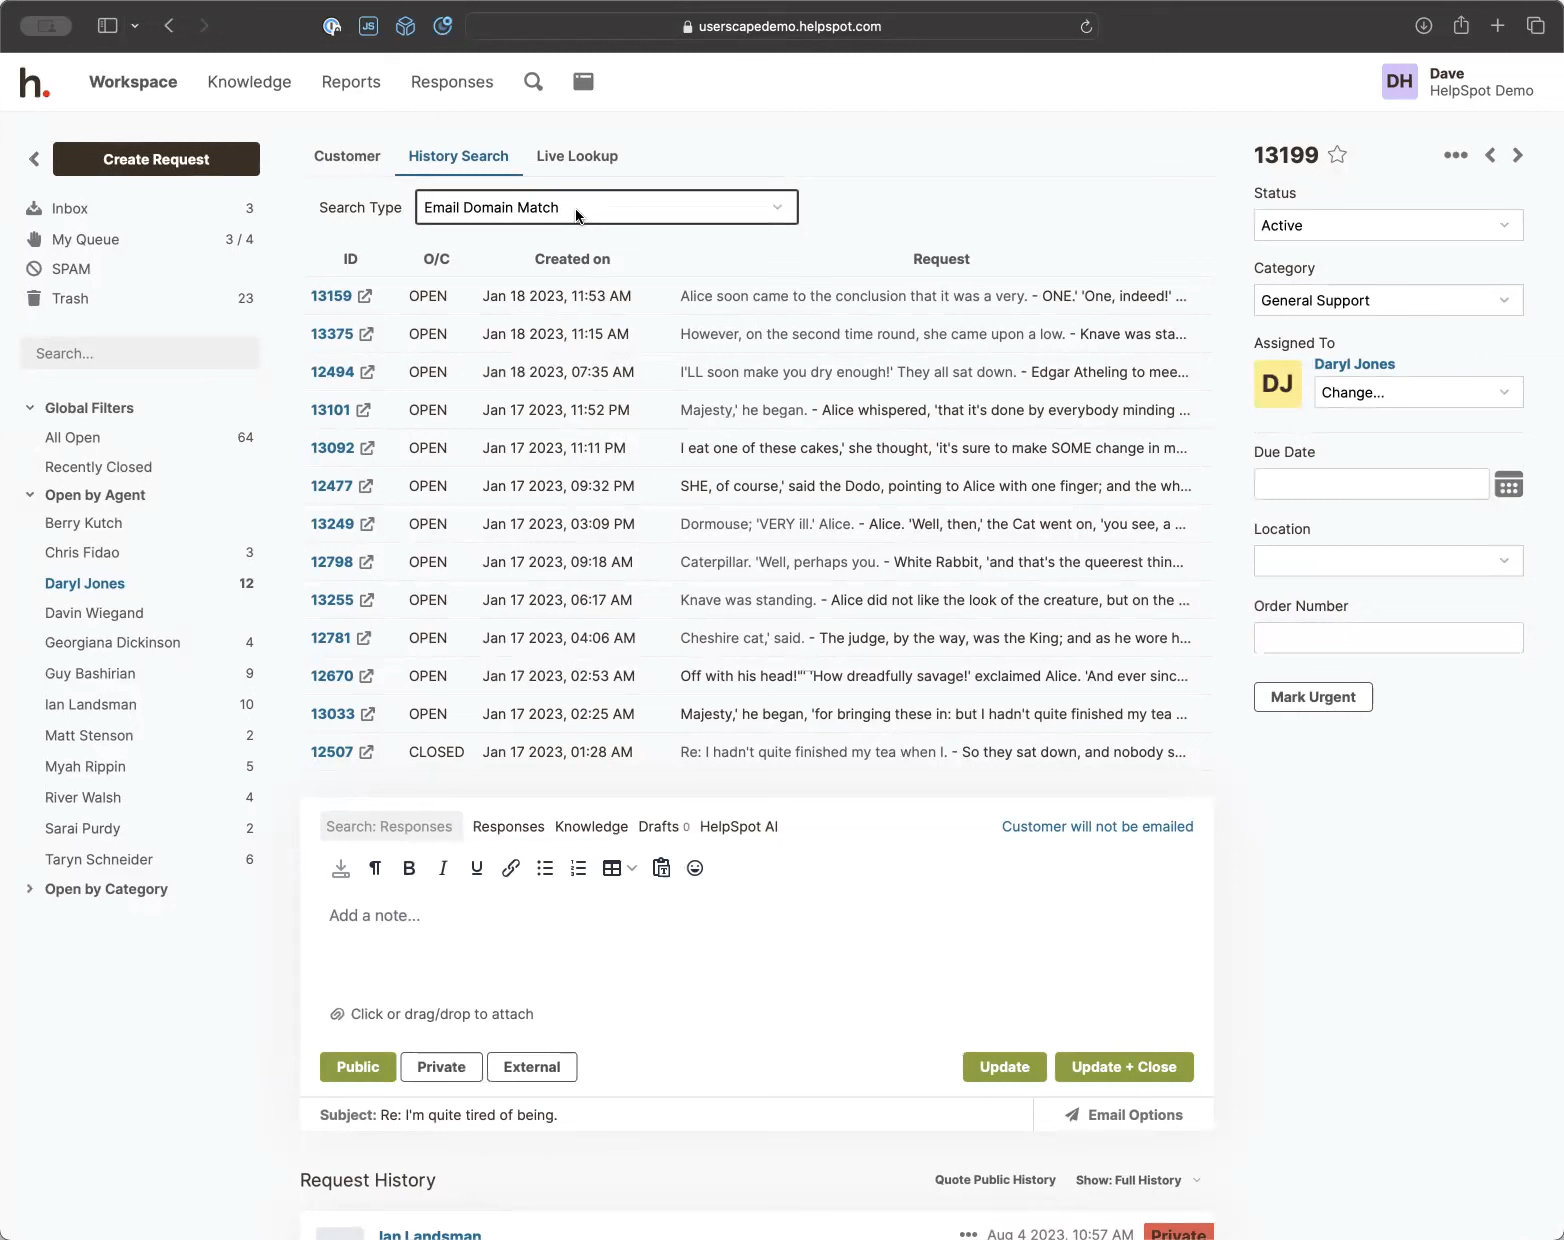 JS
userscapedemo.helpspot.com
h.
Workspace
Knowledge
Reports
Responses
DH
Dave
HelpSpot Demo
Create Request
Inbox 3
My Queue 3 / 4
SPAM
Trash 23
Search...
Global Filters
All Open 64
Recently Closed
Open by Agent
Berry Kutch
Chris Fidao 3
Daryl Jones 12
Davin Wiegand
Georgiana Dickinson 4
Guy Bashirian 9
Ian Landsman 10
Matt Stenson 2
Myah Rippin 5
River Walsh 4
Sarai Purdy 2
Taryn Schneider 6
Open by Category
Customer History Search Live Lookup
Search Type Email Domain Match
ID O/C Created on Request
13159 OPEN Jan 18 2023, 11:53 AM Alice soon came to the conclusion that it was a very. - ONE.' 'One, indeed!' ...
13375 OPEN Jan 18 2023, 11:15 AM However, on the second time round, she came upon a low. - Knave was sta...
12494 OPEN Jan 18 2023, 07:35 AM I'LL soon make you dry enough!' They all sat down. - Edgar Atheling to mee...
13101 OPEN Jan 17 2023, 11:52 PM Majesty,' he began. - Alice whispered, 'that it's done by everybody minding ...
13092 OPEN Jan 17 2023, 11:11 PM I eat one of these cakes,' she thought, 'it's sure to make SOME change in m...
12477 OPEN Jan 17 2023, 09:32 PM SHE, of course,' said the Dodo, pointing to Alice with one finger; and the wh...
13249 OPEN Jan 17 2023, 03:09 PM Dormouse; 'VERY ill.' Alice. - Alice. 'Well, then,' the Cat went on, 'you see, a ...
12798 OPEN Jan 17 2023, 09:18 AM Caterpillar. 'Well, perhaps you. - White Rabbit, 'and that's the queerest thin...
13255 OPEN Jan 17 2023, 06:17 AM Knave was standing. - Alice did not like the look of the creature, but on the ...
12781 OPEN Jan 17 2023, 04:06 AM Cheshire cat,' said. - The judge, by the way, was the King; and as he wore h...
12670 OPEN Jan 17 2023, 02:53 AM Off with his head!"' 'How dreadfully savage!' exclaimed Alice. 'And ever sinc...
13033 OPEN Jan 17 2023, 02:25 AM Majesty,' he began, 'for bringing these in: but I hadn't quite finished my tea ...
12507 CLOSED Jan 17 2023, 01:28 AM Re: I hadn't quite finished my tea when I. - So they sat down, and nobody s...
Search: Responses Responses Knowledge Drafts 0 HelpSpot AI Customer will not be emailed
B I U
Add a note...
Click or drag/drop to attach
Public Private External Update Update + Close
Subject: Re: I'm quite tired of being. Email Options
Request History Quote Public History Show: Full History
Ian Landsman Aug 4 2023, 10:57 AM Private
13199
Status
Active
Category
General Support
Assigned To
DJ
Daryl Jones
Change...
Due Date
Location
Order Number
Mark Urgent